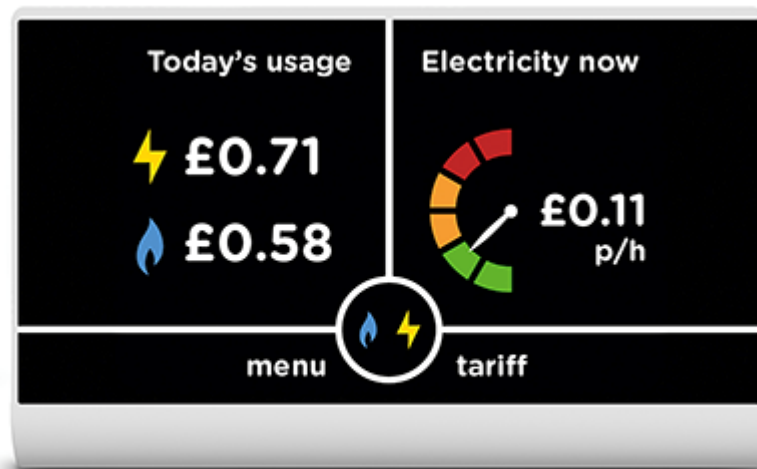 Today's usage
£0.71
£0.58
Electricity now
£0.11
p/h
menu
tariff